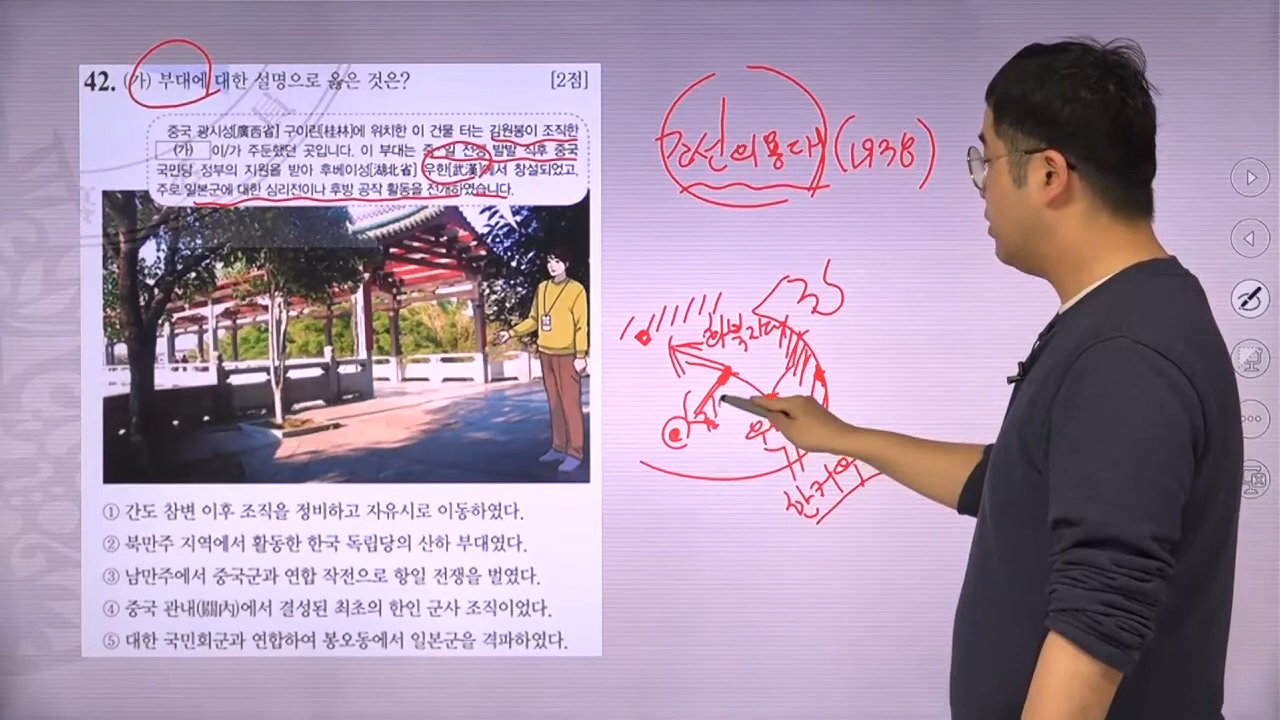 42. (가) 부대에 대한 설명으로 옳은 것은? [2점]
중국 광시성[廣西省] 구이린[桂林]에 위치한 이 건물 터는 김원봉이 조직한
(가) 이/가 주둔했던 곳입니다. 이 부대는 중·일 전쟁 발발 직후 중국
국민당 정부의 지원을 받아 후베이성[湖北省] 우한[武漢]에서 창설되었고,
주로 일본군에 대한 심리전이나 후방 공작 활동을 전개하였습니다.
① 간도 참변 이후 조직을 정비하고 자유시로 이동하였다.
② 북만주 지역에서 활동한 한국 독립당의 산하 부대였다.
③ 남만주에서 중국군과 연합 작전으로 항일 전쟁을 벌였다.
④ 중국 관내(關內)에서 결성된 최초의 한인 군사 조직이었다.
⑤ 대한 국민회군과 연합하여 봉오동에서 일본군을 격파하였다.
조선의용대 (1938)
화북지대
한커우